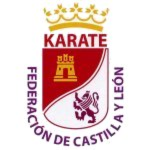 KARATE
FEDERACIÓN DE CASTILLA Y LEÓN